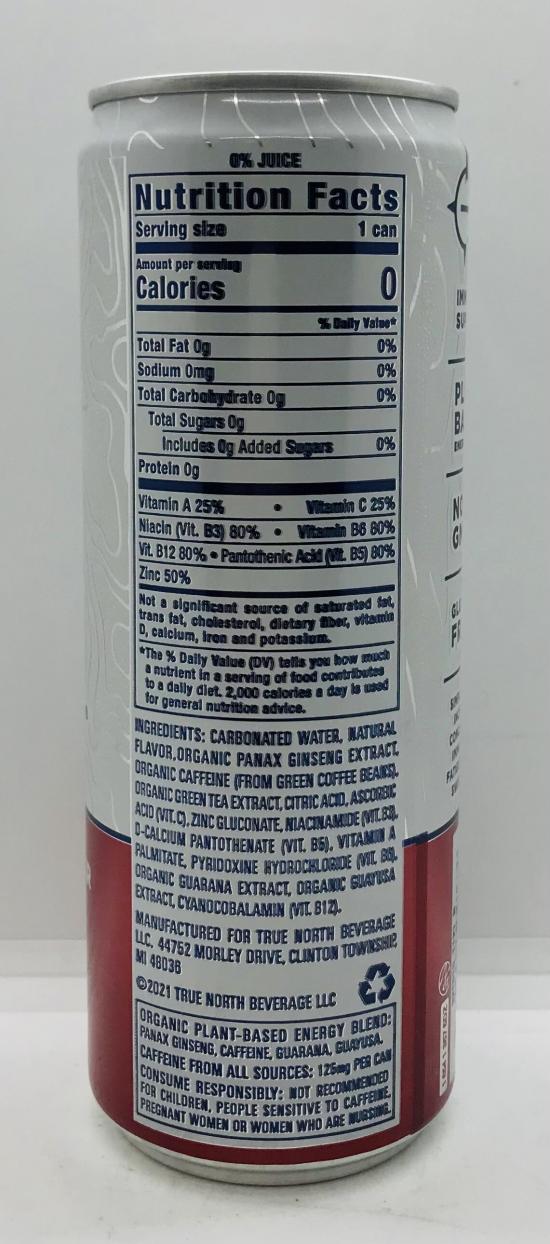 0% JUICE
Nutrition Facts
Serving size 1 can
Amount per serving
Calories 0
% Daily Value*
Total Fat 0g 0%
Sodium 0mg 0%
Total Carbohydrate 0g 0%
Total Sugars 0g
Includes 0g Added Sugars 0%
Protein 0g
Vitamin A 25% • Vitamin C 25%
Niacin (Vit. B3) 80% • Vitamin B6 80%
Vit. B12 80% • Pantothenic Acid (Vit. B5) 80%
Zinc 50%
Not a significant source of saturated fat,
trans fat, cholesterol, dietary fiber, vitamin
D, calcium, iron and potassium.
*The % Daily Value (DV) tells you how much
a nutrient in a serving of food contributes
to a daily diet. 2,000 calories a day is used
for general nutrition advice.
INGREDIENTS: CARBONATED WATER, NATURAL
FLAVOR, ORGANIC PANAX GINSENG EXTRACT,
ORGANIC CAFFEINE (FROM GREEN COFFEE BEANS),
ORGANIC GREEN TEA EXTRACT, CITRIC ACID, ASCORBIC
ACID (VIT. C), ZINC GLUCONATE, NIACINAMIDE (VIT. B3),
D-CALCIUM PANTOTHENATE (VIT. B5), VITAMIN A
PALMITATE, PYRIDOXINE HYDROCHLORIDE (VIT. B6),
ORGANIC GUARANA EXTRACT, ORGANIC GUAYUSA
EXTRACT, CYANOCOBALAMIN (VIT. B12).
MANUFACTURED FOR TRUE NORTH BEVERAGE
LLC. 44752 MORLEY DRIVE, CLINTON TOWNSHIP,
MI 48036
©2021 TRUE NORTH BEVERAGE LLC
ORGANIC PLANT-BASED ENERGY BLEND:
PANAX GINSENG, CAFFEINE, GUARANA, GUAYUSA.
CAFFEINE FROM ALL SOURCES: 125mg PER CAN
CONSUME RESPONSIBLY: NOT RECOMMENDED
FOR CHILDREN, PEOPLE SENSITIVE TO CAFFEINE,
PREGNANT WOMEN OR WOMEN WHO ARE NURSING.